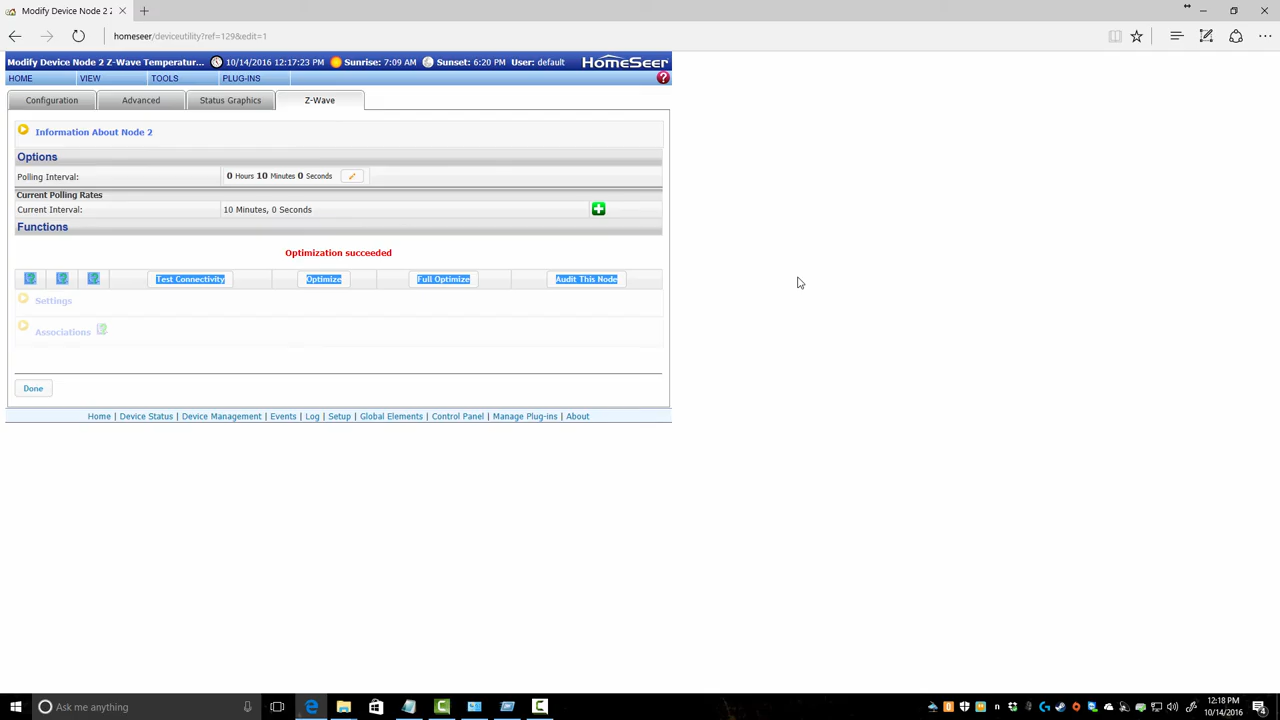 Modify Device Node 2 2
homeseer/deviceutility?ref=129&edit=1
Modify Device Node 2 Z-Wave Temperatur... 10/14/2016 12:17:23 PM Sunrise: 7:09 AM Sunset: 6:20 PM User: default HomeSeer
HOME VIEW TOOLS PLUG-INS
Configuration Advanced Status Graphics Z-Wave
Information About Node 2
Options
Polling Interval: 0 Hours 10 Minutes 0 Seconds
Current Polling Rates
Current Interval: 10 Minutes, 0 Seconds
Functions
Optimization succeeded
Test Connectivity Optimize Full Optimize Audit This Node
Settings
Associations
Done
Home | Device Status | Device Management | Events | Log | Setup | Global Elements | Control Panel | Manage Plug-ins | About
Ask me anything
12:18 PM
10/14/2016